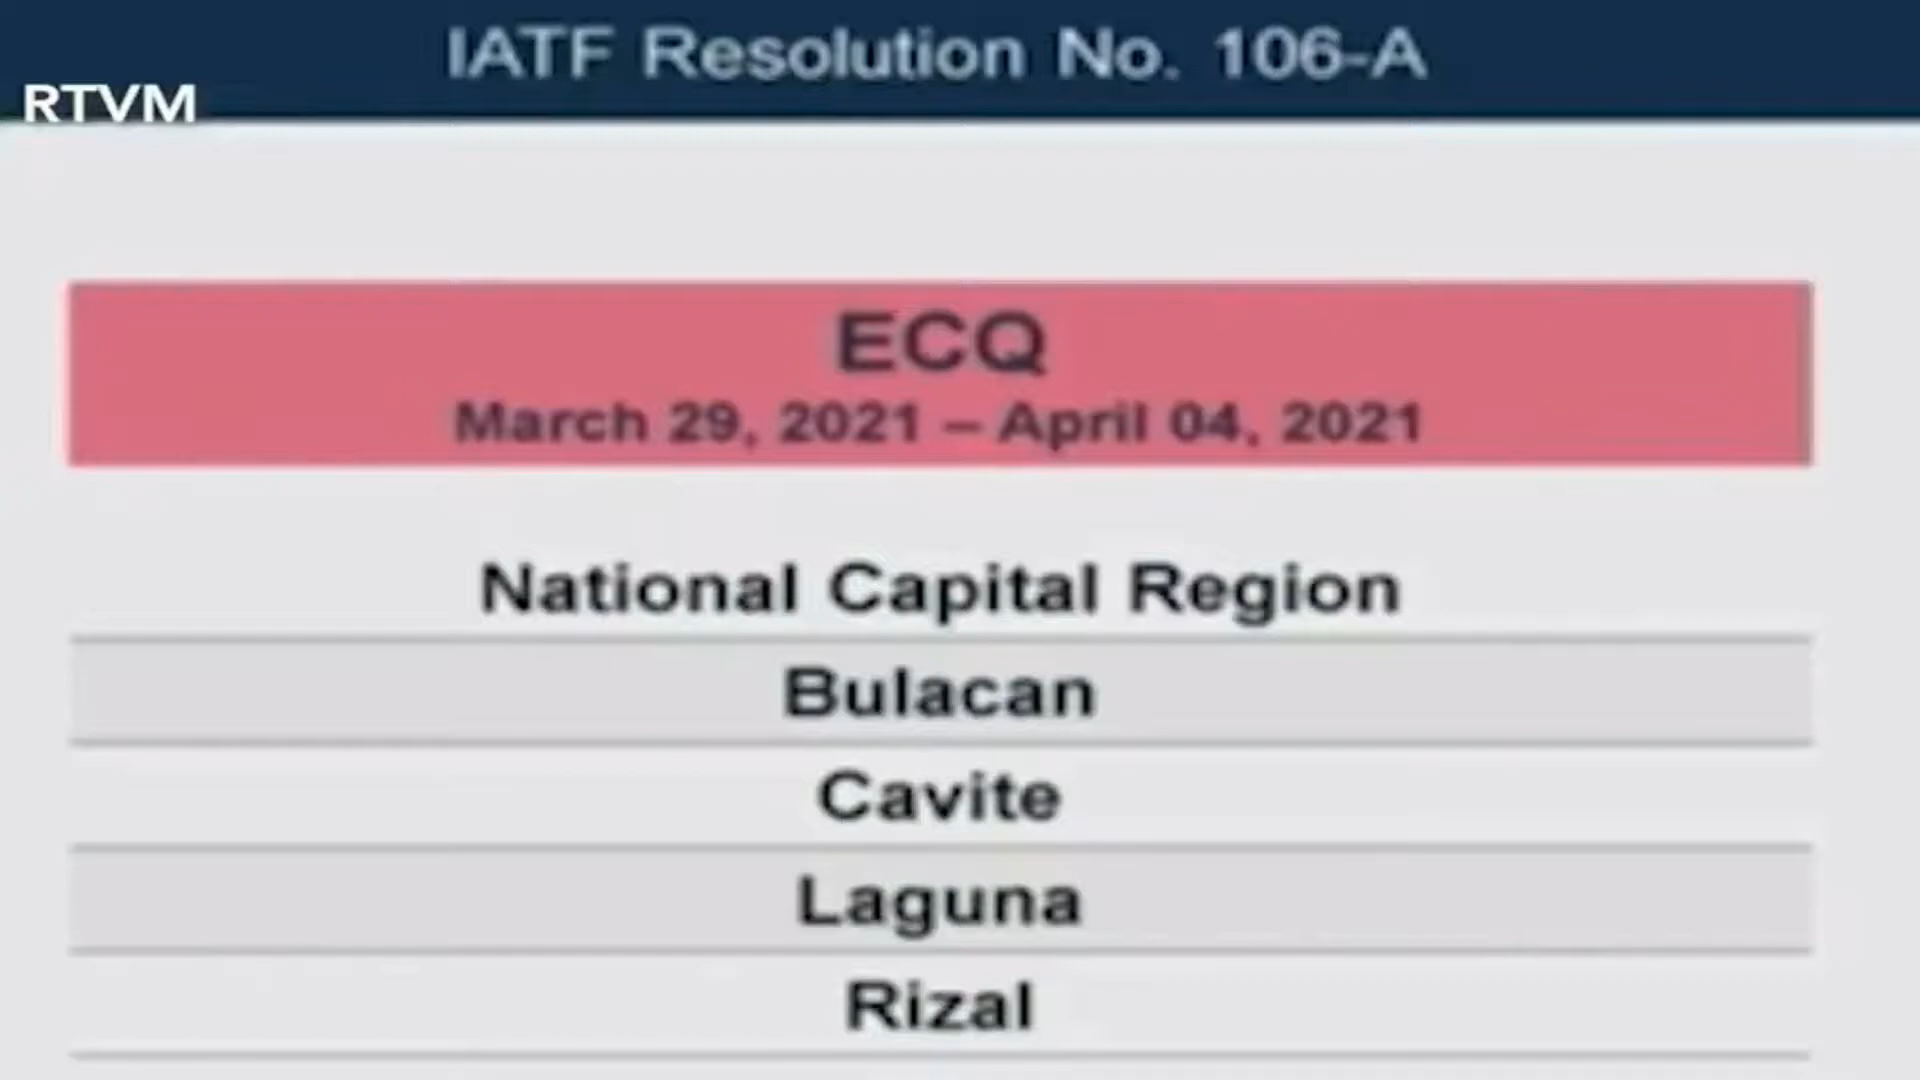 IATF Resolution No. 106-A
RTVM
ECQ
March 29, 2021 – April 04, 2021
National Capital Region
Bulacan
Cavite
Laguna
Rizal